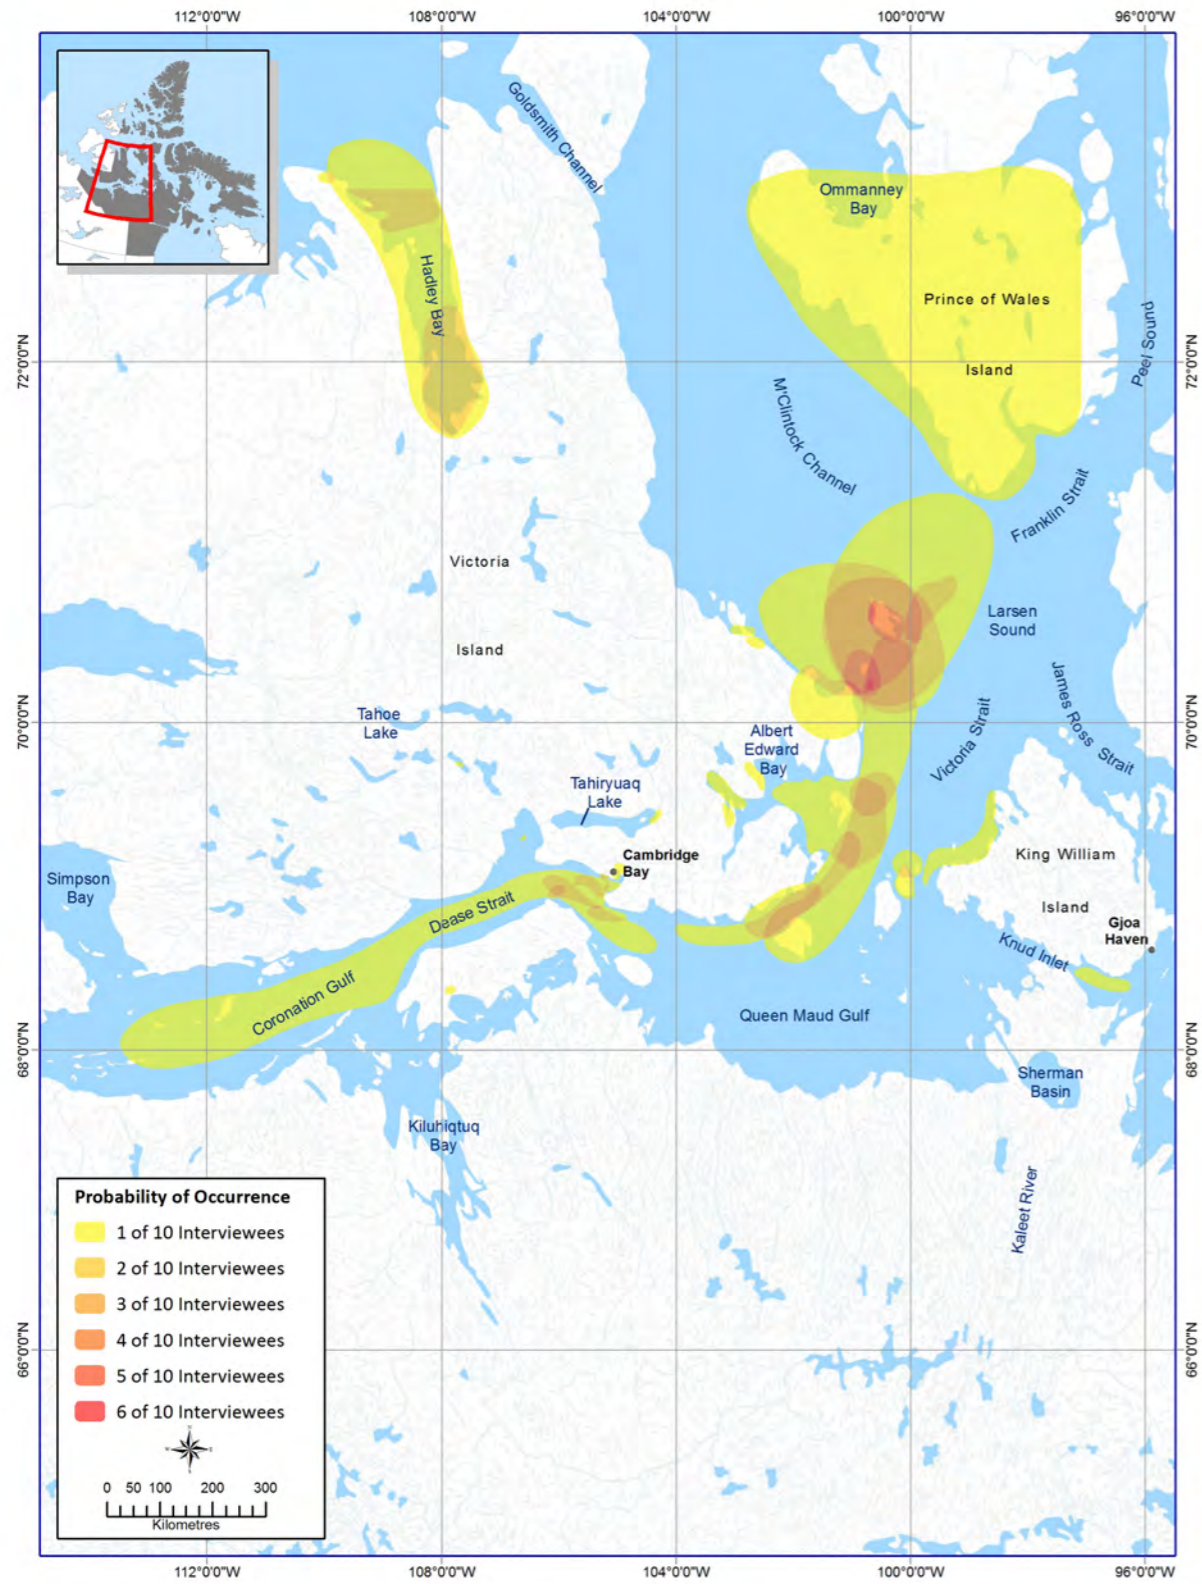 112°0'0"W
108°0'0"W
104°0'0"W
100°0'0"W
96°0'0"W
Goldsmith Channel
Ommanney
Bay
Hadley Bay
Prince of Wales
Island
Peel Sound
72°0'0"N
72°0'0"N
M'Clintock Channel
Franklin Strait
Victoria
Island
Larsen
Sound
James Ross Strait
Victoria Strait
70°0'0"N
70°0'0"N
Tahoe
Lake
Albert
Edward
Bay
Tahiryuaq
Lake
Cambridge
Bay
King William
Island
Simpson
Bay
Dease Strait
Gjoa
Haven
Knud Inlet
Coronation Gulf
Queen Maud Gulf
68°0'0"N
68°0'0"N
Sherman
Basin
Kiluhiqtuq
Bay
Kaleet River
Probability of Occurrence
1 of 10 Interviewees
2 of 10 Interviewees
3 of 10 Interviewees
4 of 10 Interviewees
5 of 10 Interviewees
6 of 10 Interviewees
66°0'0"N
66°0'0"N
0 50 100 200 300
Kilometres
112°0'0"W
108°0'0"W
104°0'0"W
100°0'0"W
96°0'0"W